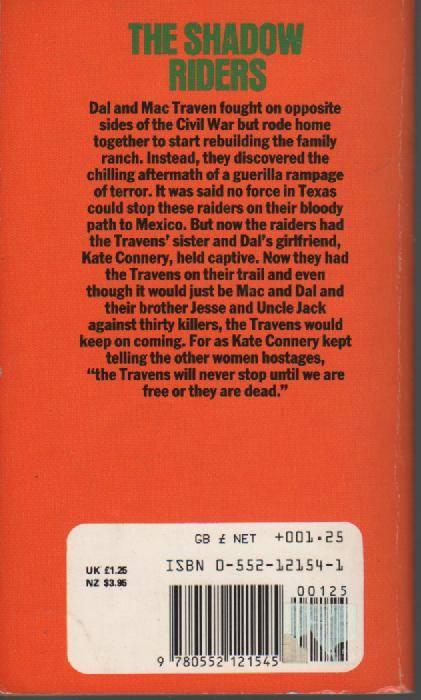 THE SHADOW
RIDERS
Dal and Mac Traven fought on opposite
sides of the Civil War but rode home
together to start rebuilding the family
ranch. Instead, they discovered the
chilling aftermath of a guerilla rampage
of terror. It was said no force in Texas
could stop these raiders on their bloody
path to Mexico. But now the raiders had
the Travens' sister and Dal's girlfriend,
Kate Connery, held captive. Now they had
the Travens on their trail and even
though it would just be Mac and Dal and
their brother Jesse and Uncle Jack
against thirty killers, the Travens would
keep on coming. For as Kate Connery kept
telling the other women hostages,
"the Travens will never stop until we are
free or they are dead."
GB £ NET +001.25
UK £1.25
NZ $3.95
ISBN 0-552-12154-1
00125
9 780552 121545